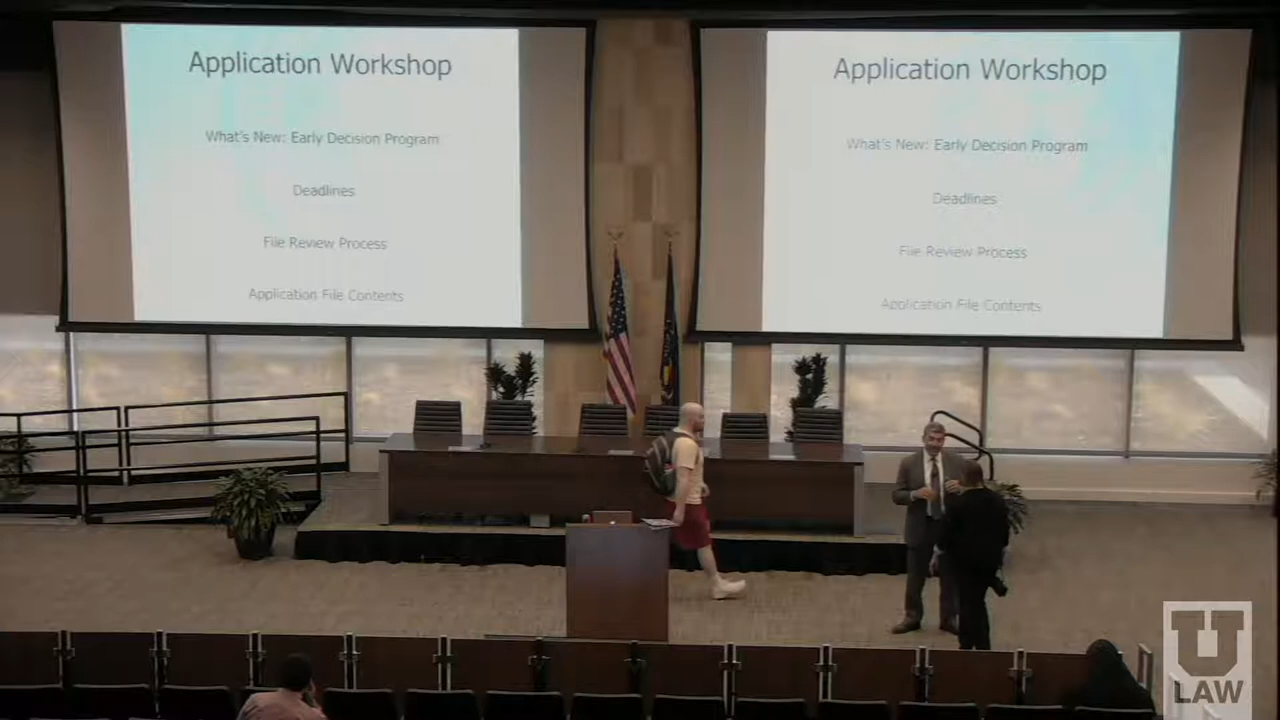 Application Workshop
What's New: Early Decision Program
Deadlines
File Review Process
Application File Contents
Application Workshop
What's New: Early Decision Program
Deadlines
File Review Process
Application File Contents
U
LAW